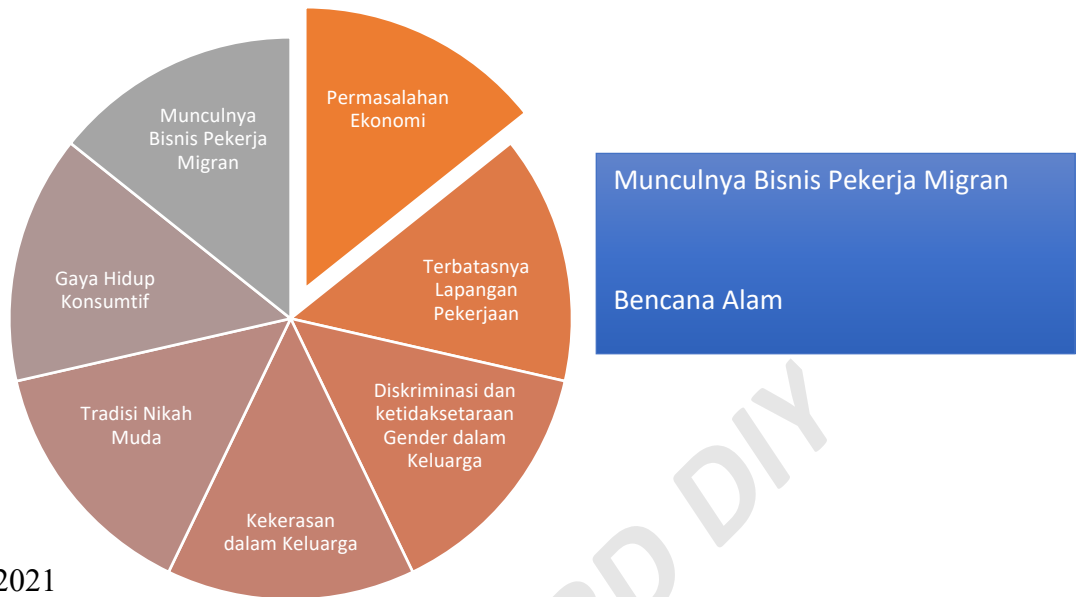 Permasalahan
Ekonomi
Munculnya
Bisnis Pekerja
Migran
Munculnya Bisnis Pekerja Migran
Bencana Alam
Terbatasnya
Lapangan
Pekerjaan
Gaya Hidup
Konsumtif
Diskriminasi dan
ketidaksetaraan
Gender dalam
Keluarga
Tradisi Nikah
Muda
Kekerasan
dalam Keluarga
2021
DIY